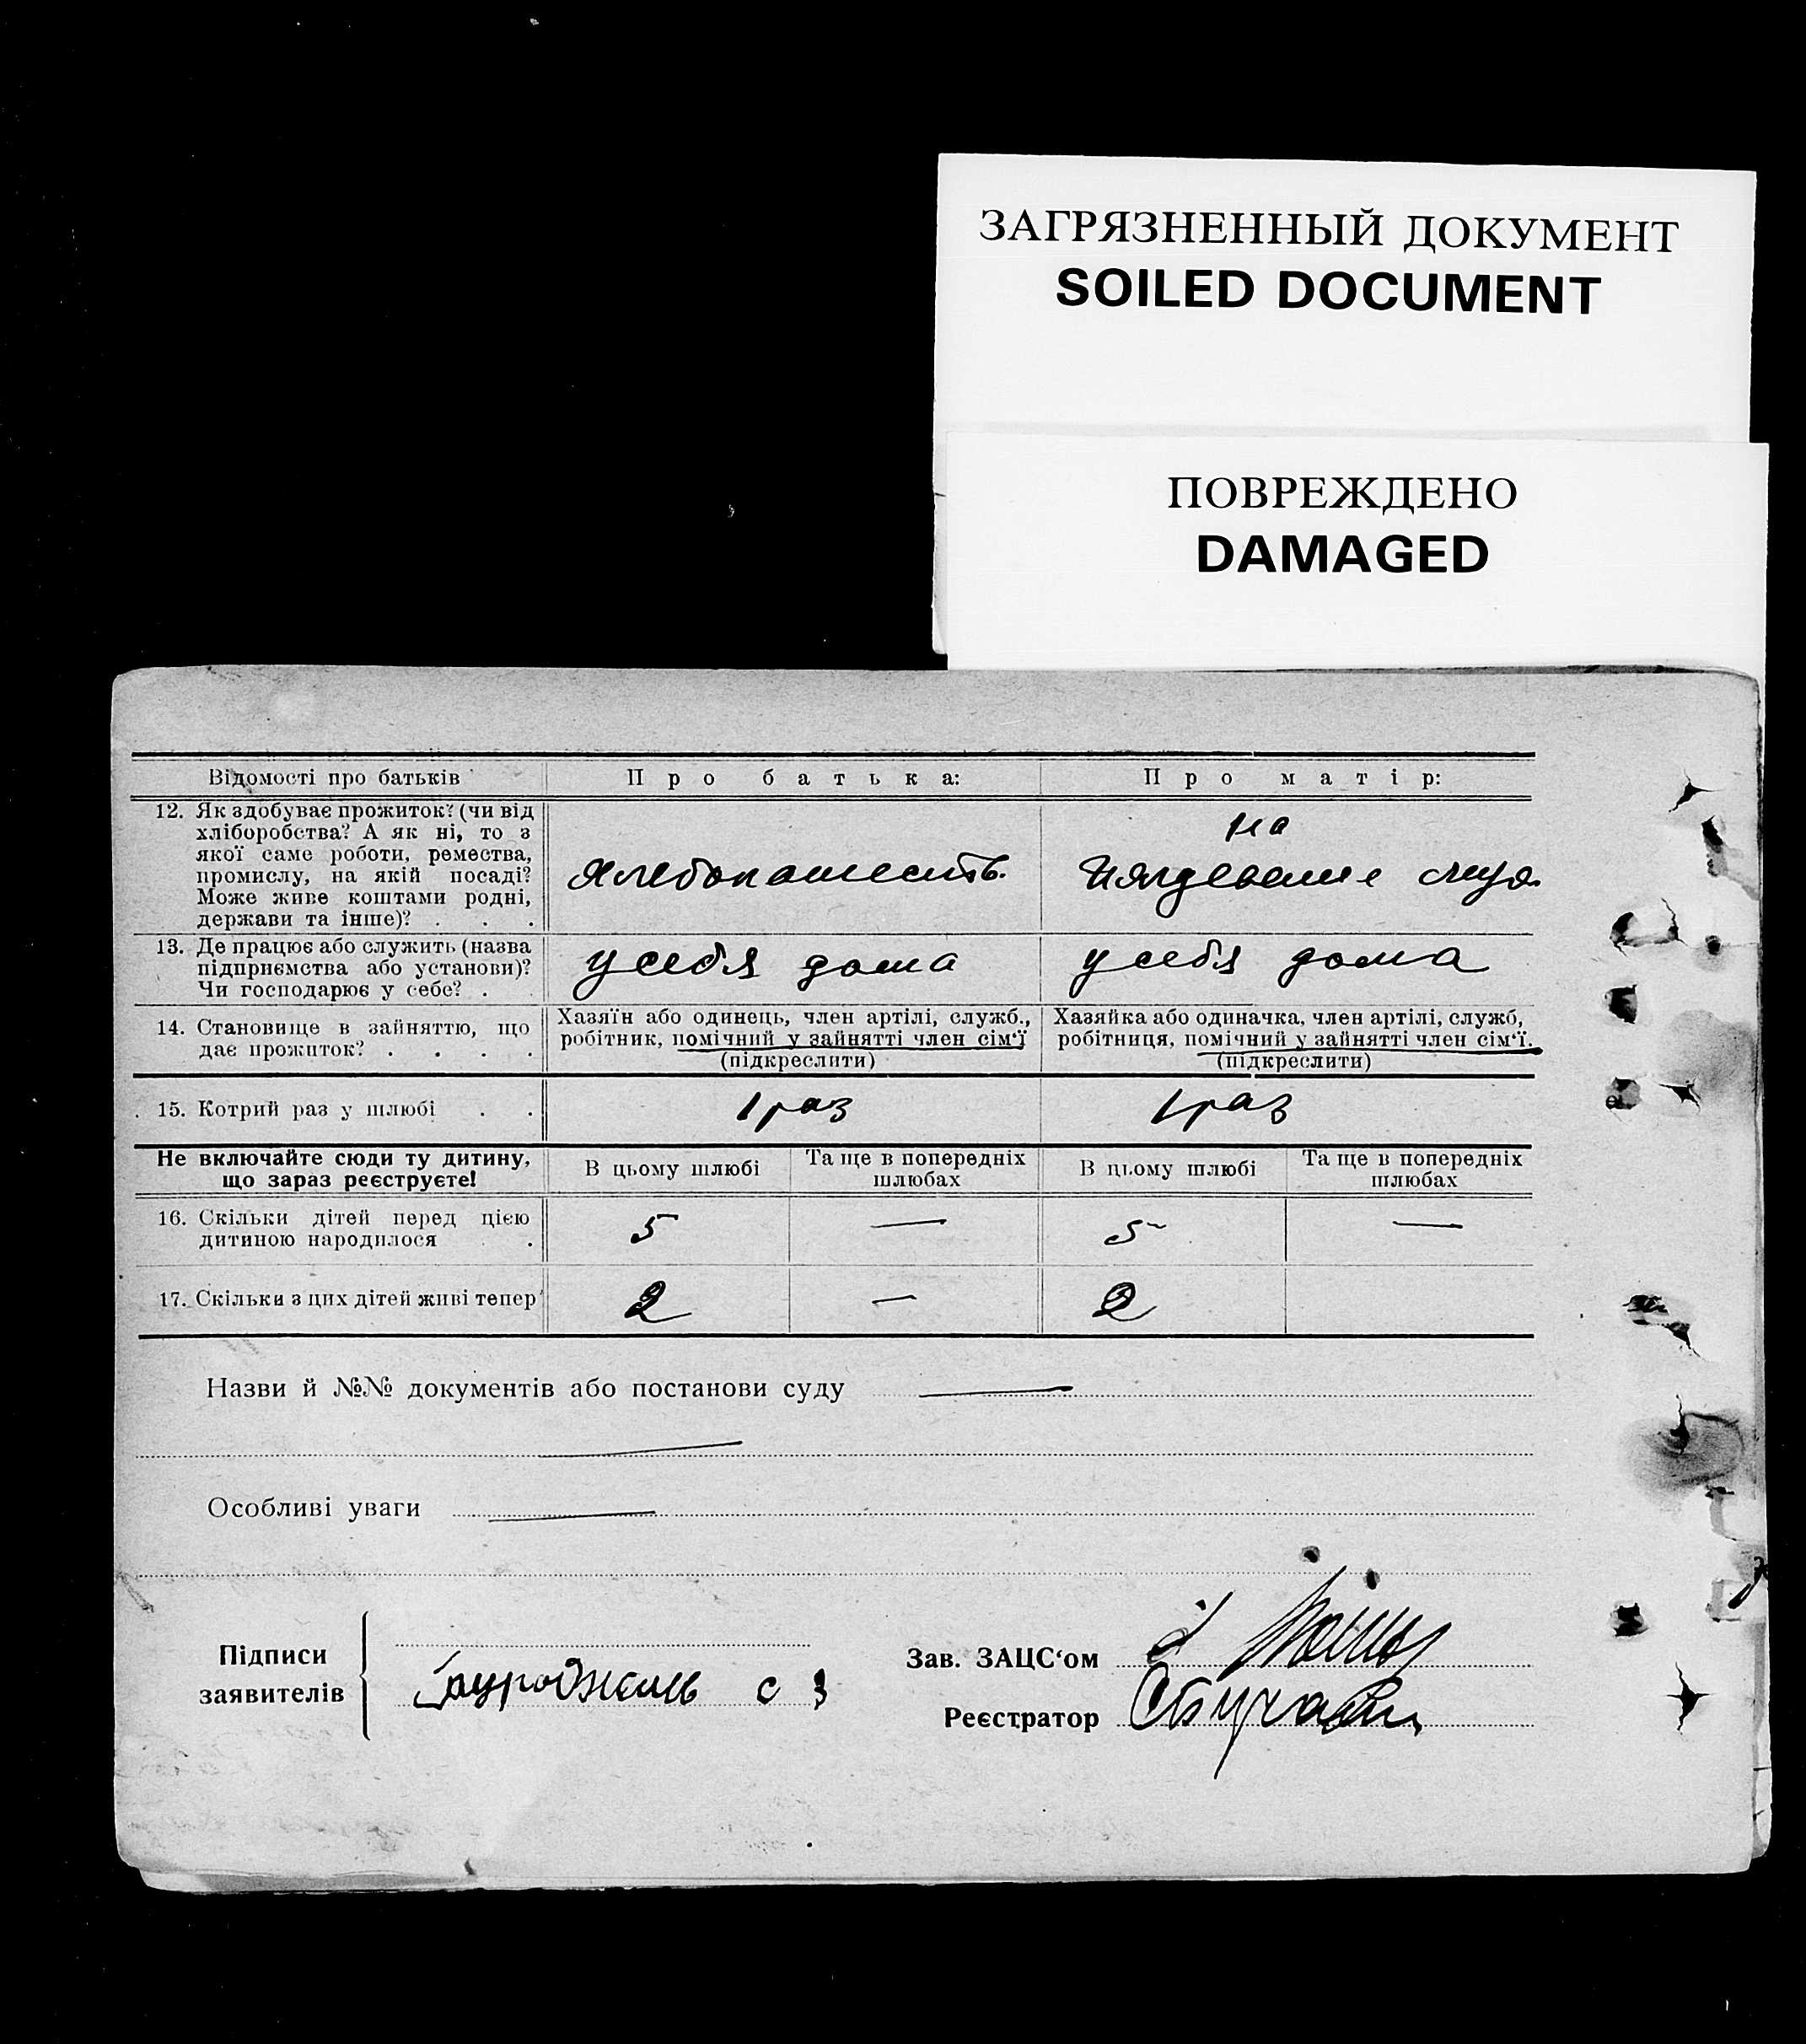 ЗАГРЯЗНЕННЫЙ ДОКУМЕНТ
SOILED DOCUMENT
ПОВРЕЖДЕНО
DAMAGED
Відомості про батьків
Про батька:
Про матір:
12. Як здобуває прожиток? (чи від
хліборобства? А як ні, то з
якої саме роботи, ремества,
промислу, на якій посаді?
Може живе коштами родні,
держави та інше)? . . .
хлебопашеств.
на
иждевение мужа
13. Де працює або служить (назва
підприємства або установи)?
Чи господарює у себе? .
у себя дома
у себя дома
14. Становище в зайняттю, що
дає прожиток? . . . .
Хазяїн або одинець, член артілі, служб.,
робітник, помічний у зайнятті член сім'ї
(підкреслити)
Хазяйка або одиначка, член артілі, служб,
робітниця, помічний у зайнятті член сім'ї.
(підкреслити)
15. Котрий раз у шлюбі . .
1 раз
1 раз
Не включайте сюди ту дитину,
що зараз реєструєте!
В цьому шлюбі
Та ще в попередніх
шлюбах
В цьому шлюбі
Та ще в попередніх
шлюбах
16. Скільки дітей перед цією
дитиною народилося .
5
—
5
—
17. Скільки з цих дітей живі тепер
2
—
2
Назви й №№ документів або постанови суду —
Особливі уваги —
Підписи
заявителів
Зав. ЗАЦС'ом
Реєстратор